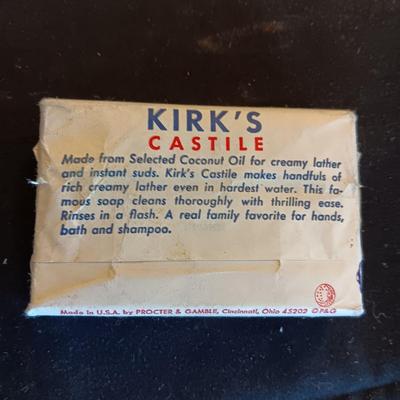 KIRK'S
CASTILE
Made from Selected Coconut Oil for creamy lather
and instant suds. Kirk's Castile makes handfuls of
rich creamy lather even in hardest water. This fa-
mous soap cleans thoroughly with thrilling ease.
Rinses in a flash. A real family favorite for hands,
bath and shampoo.
Made in U.S.A. by PROCTER & GAMBLE, Cincinnati, Ohio 45202 ©P&G